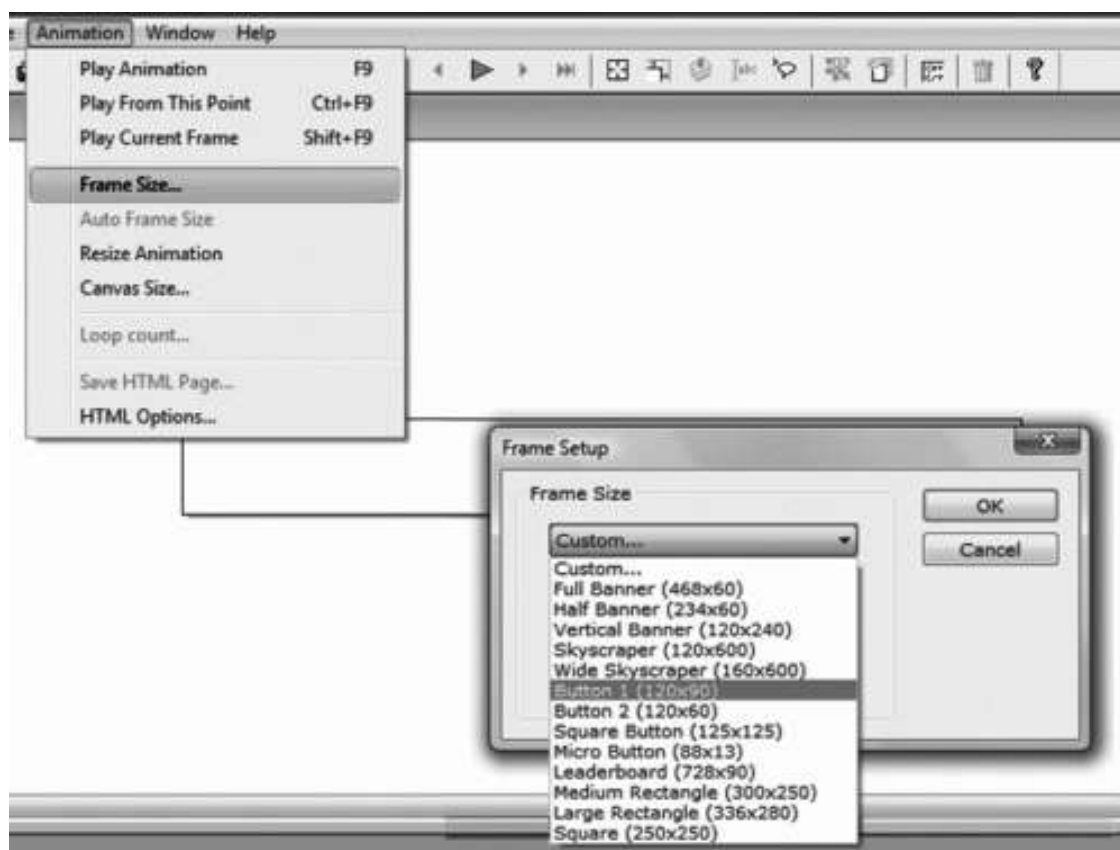 Animation Window Help
Play Animation F9
Play From This Point Ctrl+F9
Play Current Frame Shift+F9
Frame Size...
Auto Frame Size
Resize Animation
Canvas Size...
Loop count...
Save HTML Page...
HTML Options...
Frame Setup
Frame Size
OK
Custom...
Cancel
Custom...
Full Banner (468x60)
Half Banner (234x60)
Vertical Banner (120x240)
Skyscraper (120x600)
Wide Skyscraper (160x600)
Button 1 (120x90)
Button 2 (120x60)
Square Button (125x125)
Micro Button (88x13)
Leaderboard (728x90)
Medium Rectangle (300x250)
Large Rectangle (336x280)
Square (250x250)